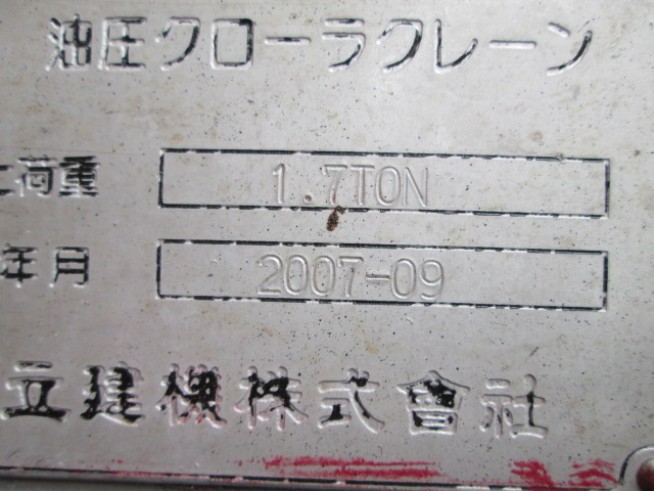 油圧クローラクレーン
上荷重 1.7TON
年月 2007-09
立建機株式會社